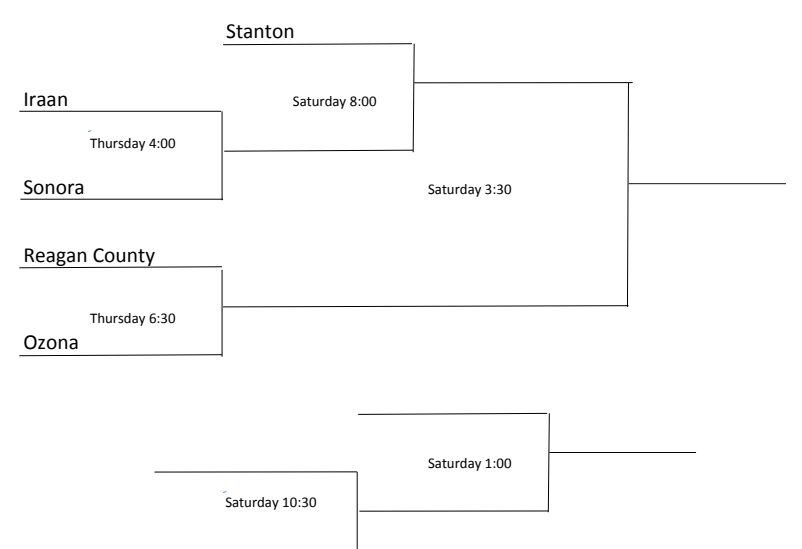 Stanton
Iraan
Saturday 8:00
Thursday 4:00
Sonora
Saturday 3:30
Reagan County
Thursday 6:30
Ozona
Saturday 1:00
Saturday 10:30